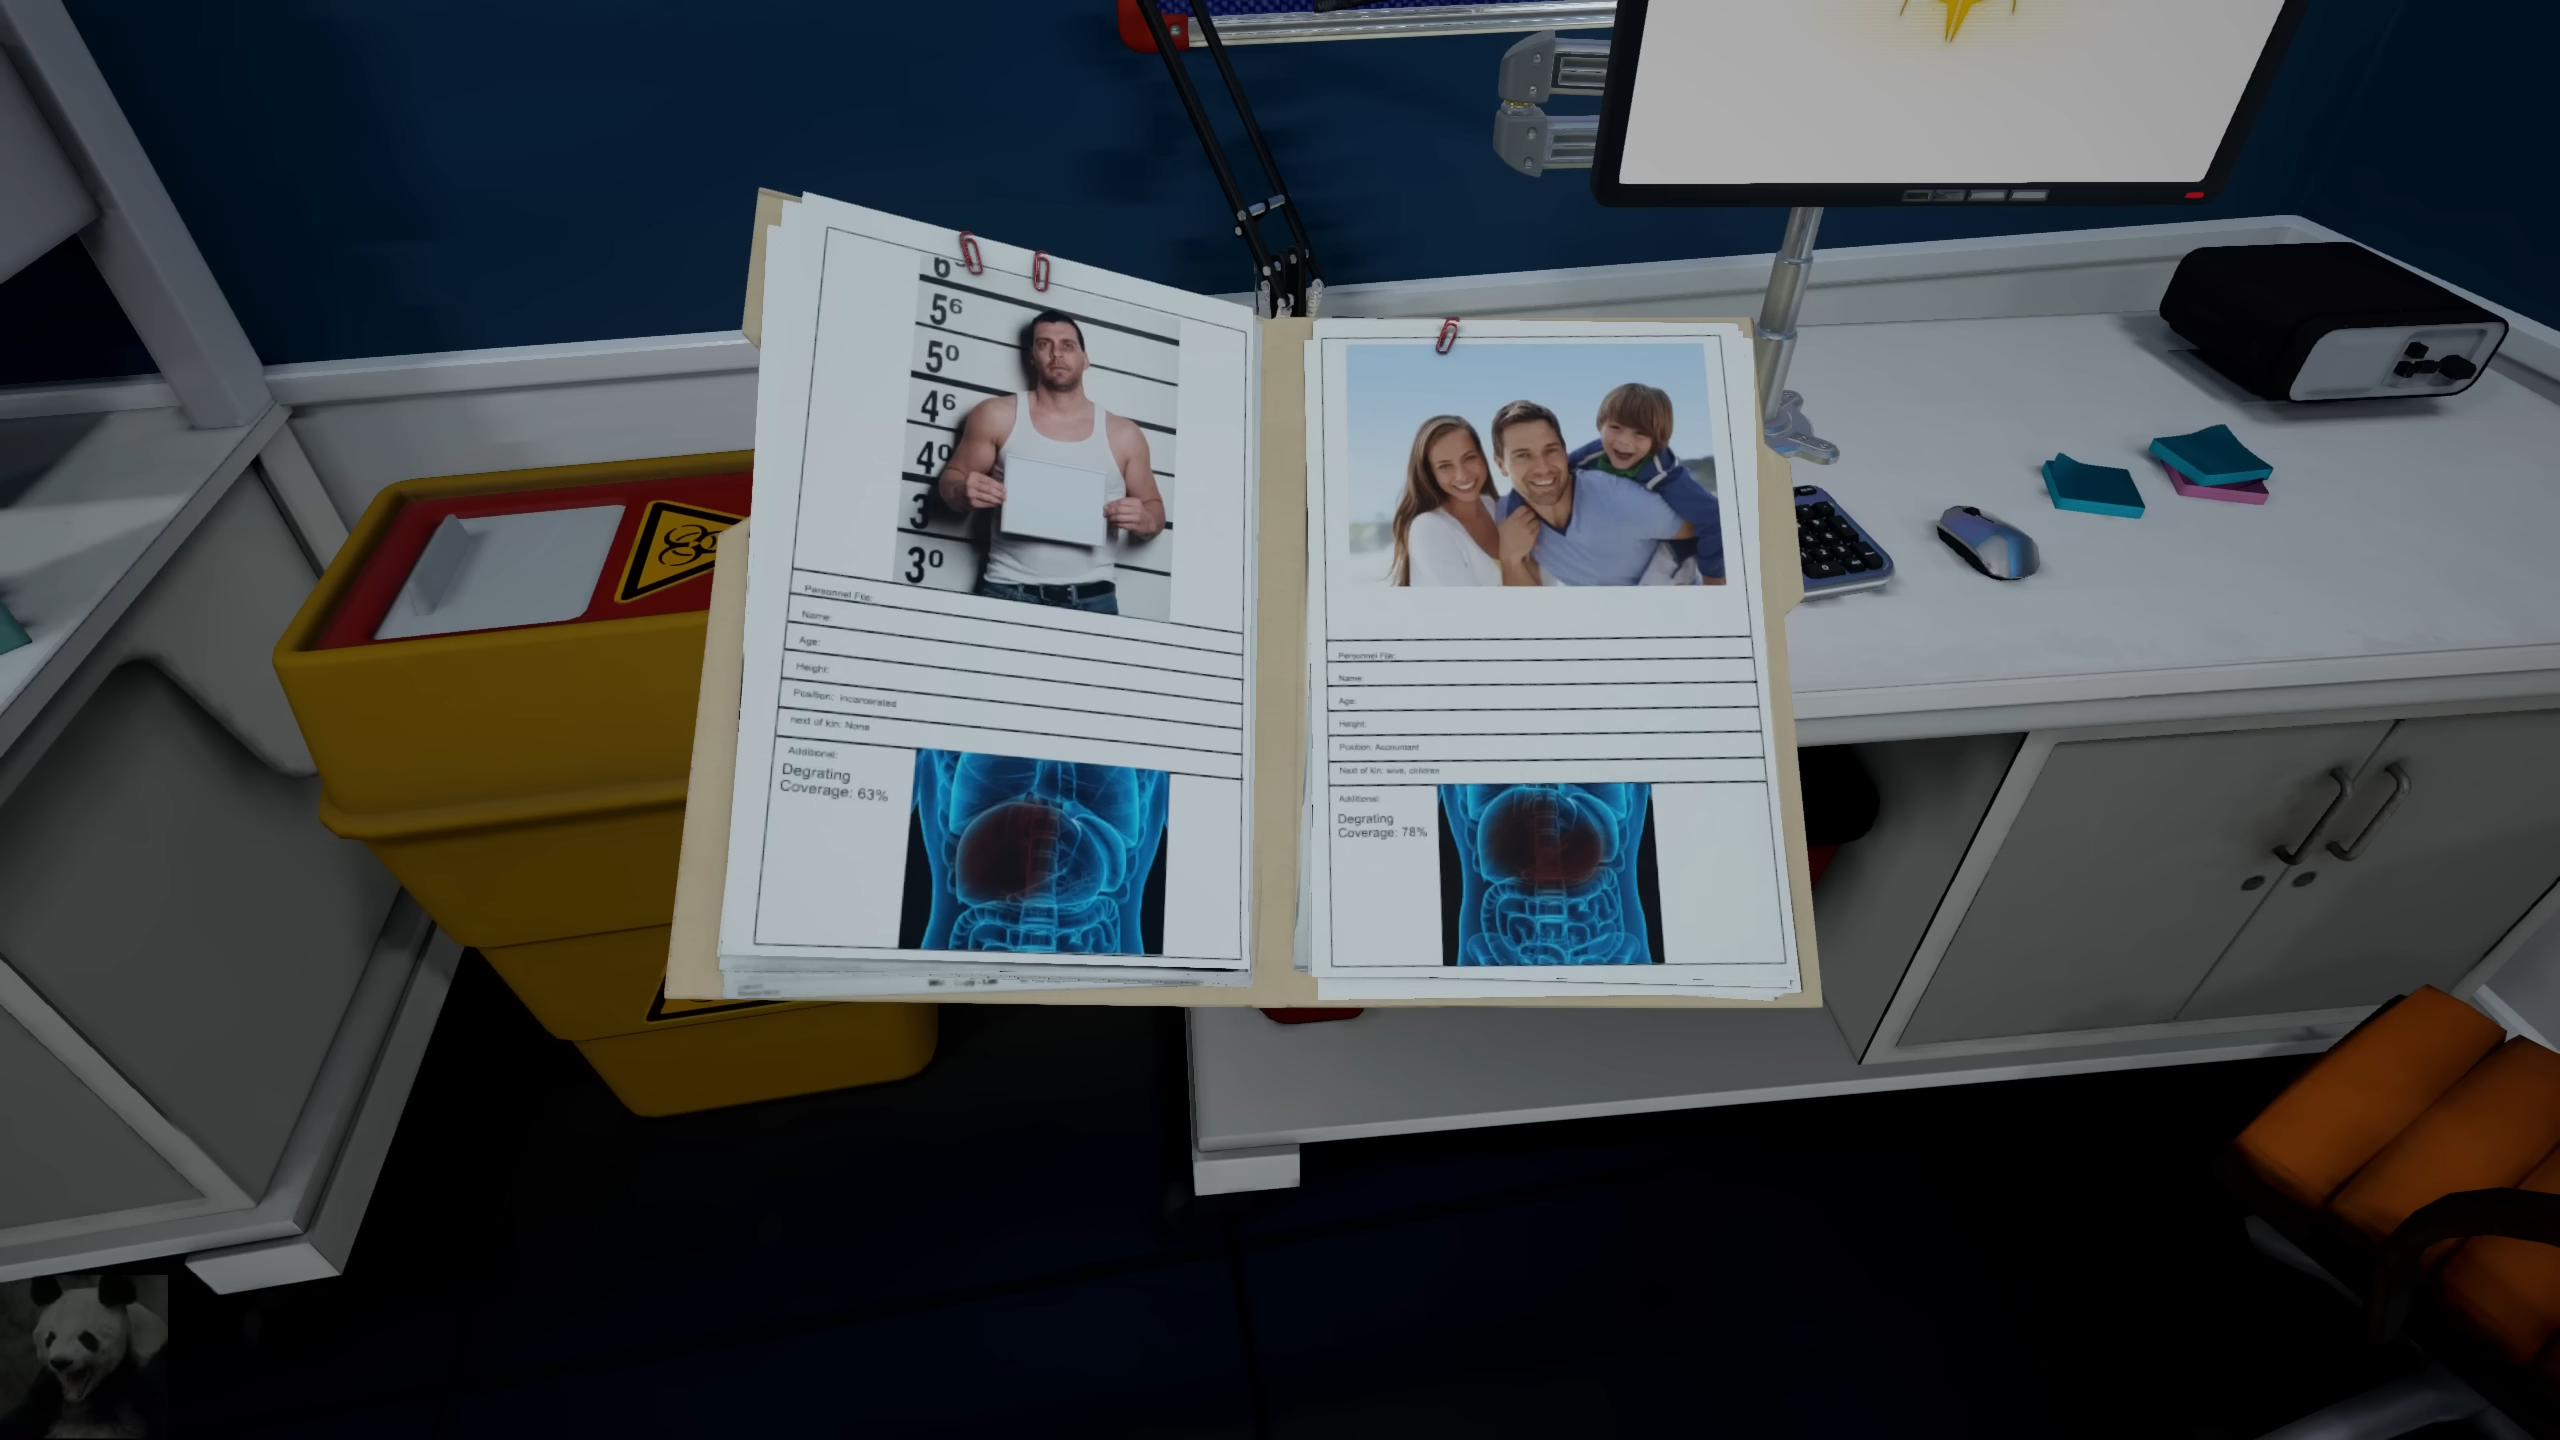 6
5⁶
5⁰
4⁶
4⁰
3
3⁰
Personnel File:
Name:
Age:
Height:
Position: Incarcerated
next of kin: None
Additional:
Degrating
Coverage: 63%
Personnel File:
Name:
Age:
Height:
Position: Accountant
Next of kin: wive, children
Additional:
Degrating
Coverage: 78%